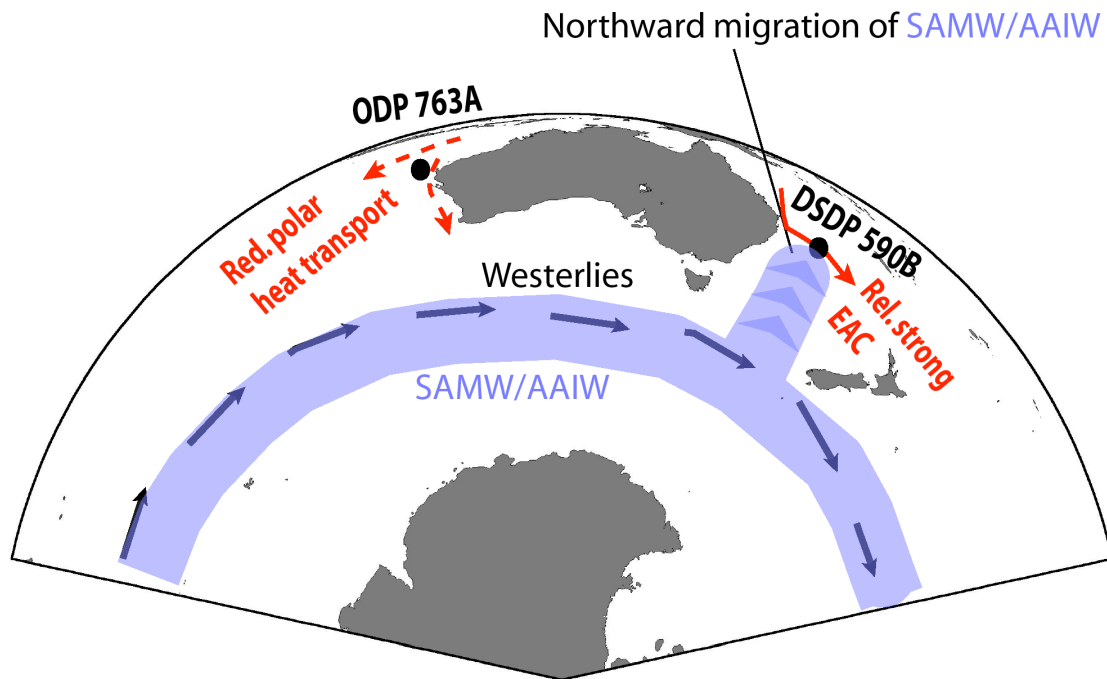 Northward migration of SAMW/AAIW
ODP 763A
DSDP 590B
Red. polar
heat transport
Westerlies
Rel. strong
EAC
SAMW/AAIW